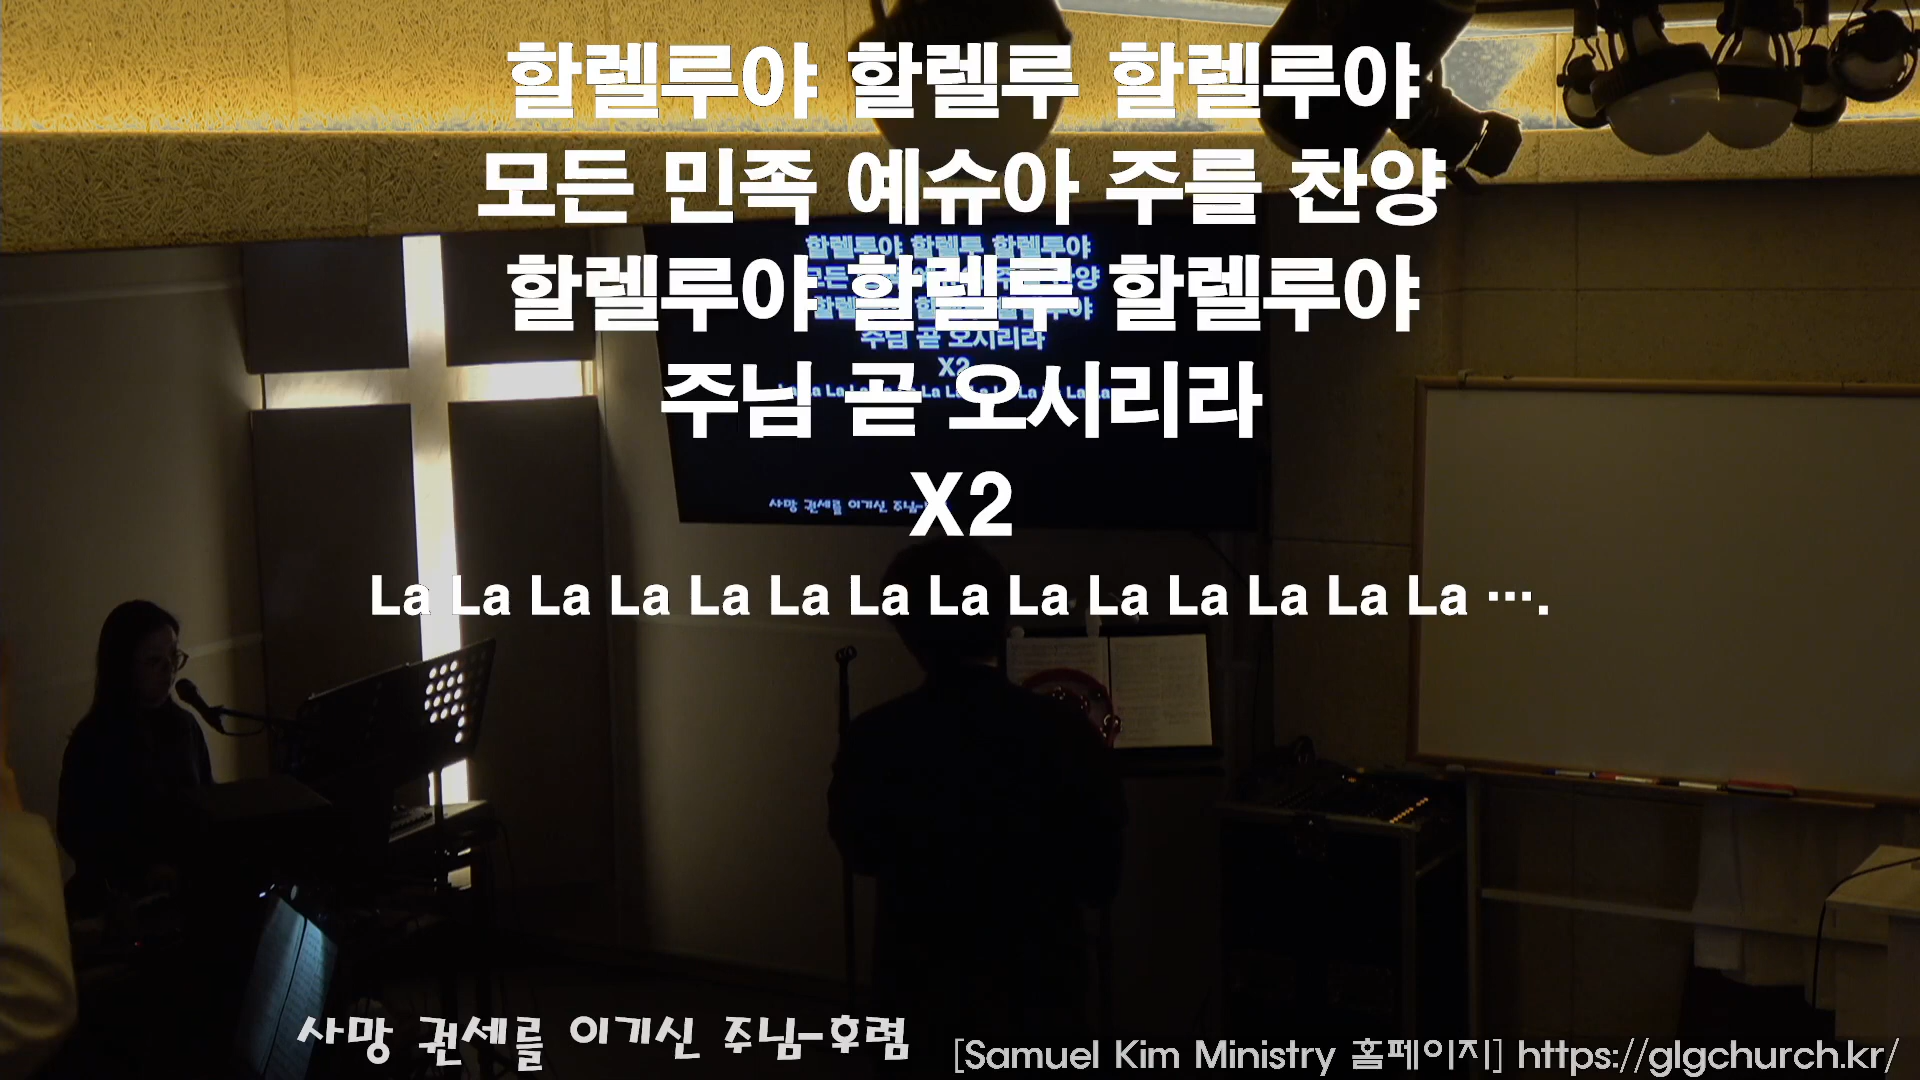 할렐루야 할렐루 할렐루야
모든 민족 예슈아 주를 찬양
할렐루야 할렐루 할렐루야
주님 곧 오시리라
X2
La La La La La La La La La La La La La La ….
사망 권세를 이기신 주님-후렴
[Samuel Kim Ministry 홈페이지] https://glgchurch.kr/